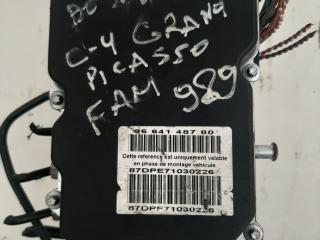 C-4 GRAND
PICASSO
FAM 989
96 641 487 80
Cette reference est uniquement valable
en phase de montage vehicule
87DPE71030226
87DPF71030226